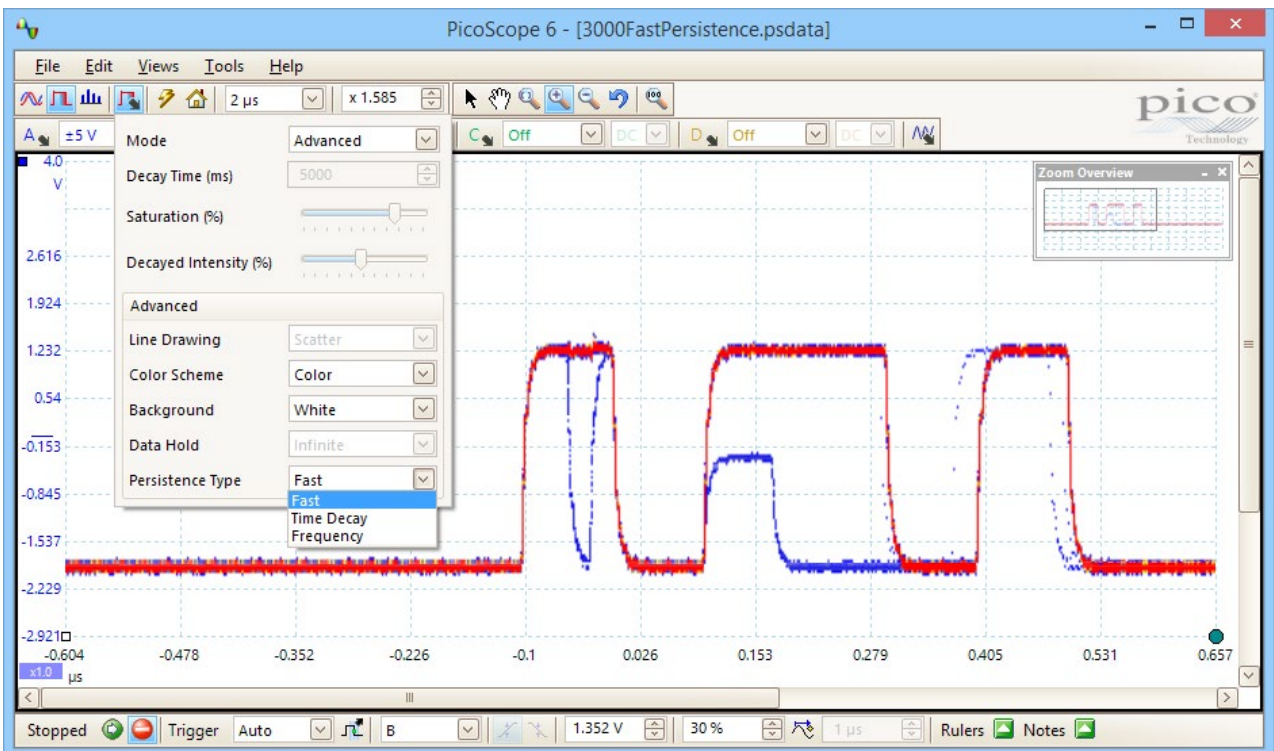 PicoScope 6 - [3000FastPersistence.psdata]
File Edit Views Tools Help
2 µs x 1.585
pico
Technology
A ±5 V C Off DC D Off DC
Mode Advanced
Decay Time (ms) 5000
Saturation (%)
Decayed Intensity (%)
Advanced
Line Drawing Scatter
Color Scheme Color
Background White
Data Hold Infinite
Persistence Type Fast
Fast
Time Decay
Frequency
Zoom Overview
4.0
V
2.616
1.924
1.232
0.54
-0.153
-0.845
-1.537
-2.229
-2.921
-0.604 -0.478 -0.352 -0.226 -0.1 0.026 0.153 0.279 0.405 0.531 0.657
x1.0 µs
Stopped Trigger Auto B 1.352 V 30 % 1 µs Rulers Notes